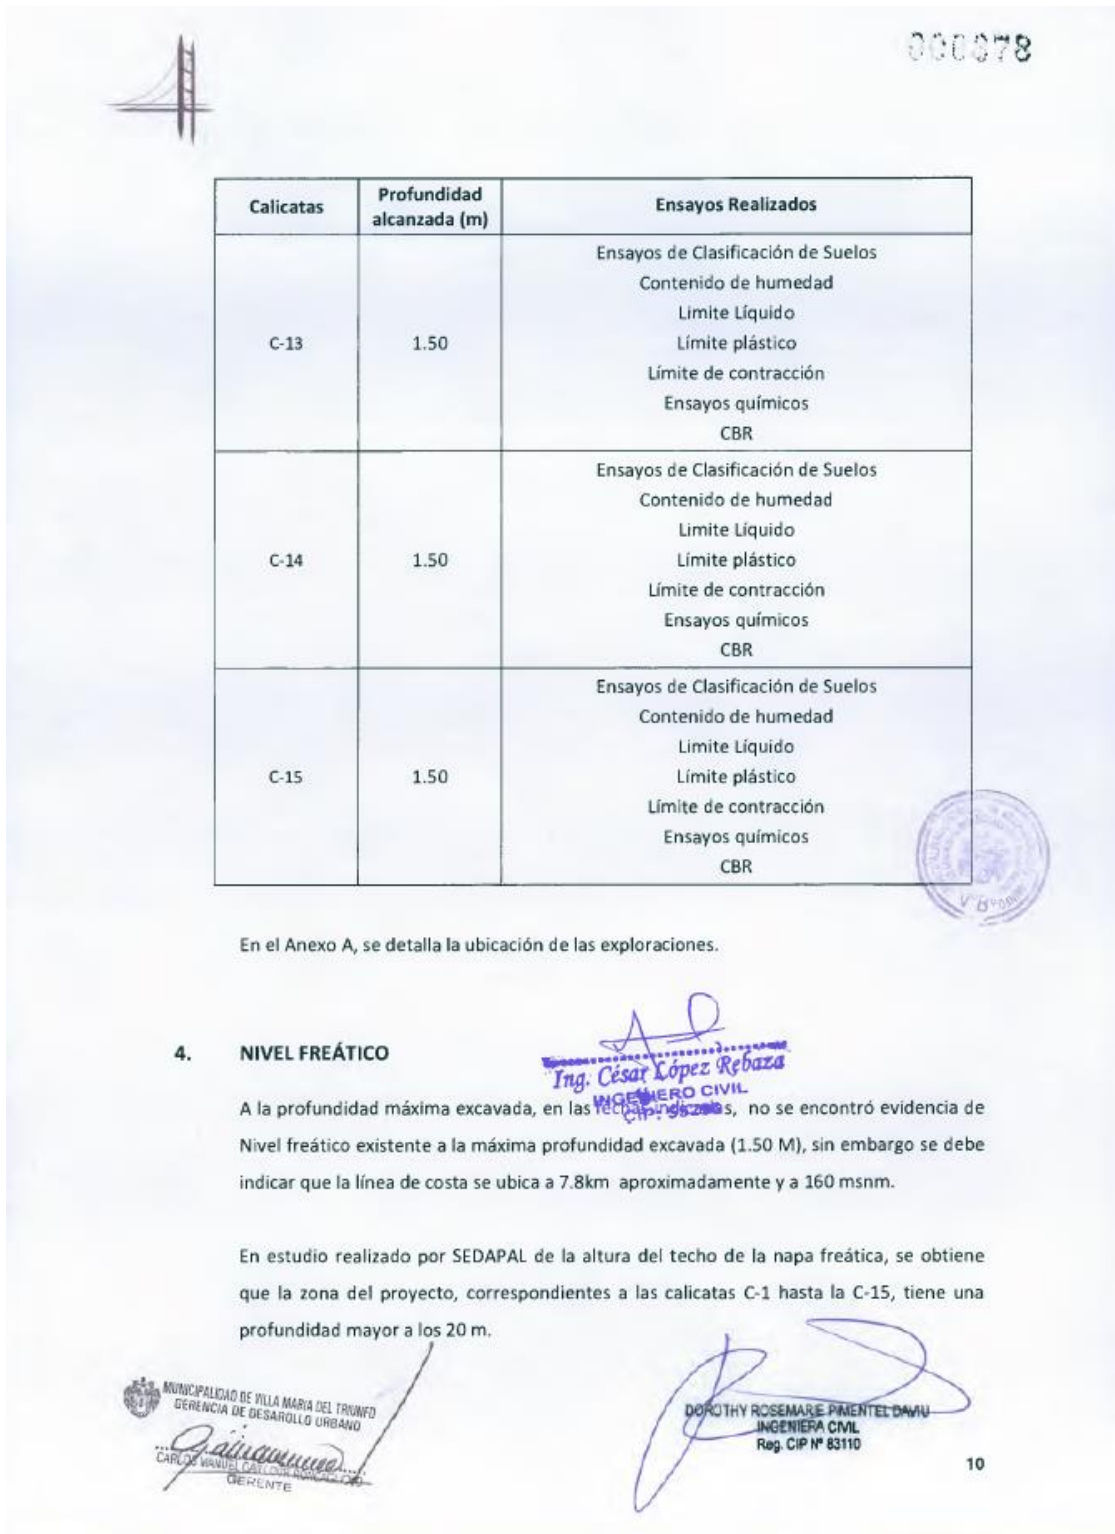 000378
Calicatas
Profundidad
alcanzada (m)
Ensayos Realizados
C-13
1.50
Ensayos de Clasificación de Suelos
Contenido de humedad
Limite Líquido
Límite plástico
Límite de contracción
Ensayos químicos
CBR
C-14
1.50
Ensayos de Clasificación de Suelos
Contenido de humedad
Limite Líquido
Límite plástico
Límite de contracción
Ensayos químicos
CBR
C-15
1.50
Ensayos de Clasificación de Suelos
Contenido de humedad
Limite Líquido
Límite plástico
Límite de contracción
Ensayos químicos
CBR
V B
En el Anexo A, se detalla la ubicación de las exploraciones.
4. NIVEL FREÁTICO
Ing. César López Rebaza
INGENIERO CIVIL
CIP.
A la profundidad máxima excavada, en las fechas indicadas, no se encontró evidencia de
Nivel freático existente a la máxima profundidad excavada (1.50 M), sin embargo se debe
indicar que la línea de costa se ubica a 7.8km aproximadamente y a 160 msnm.
En estudio realizado por SEDAPAL de la altura del techo de la napa freática, se obtiene
que la zona del proyecto, correspondientes a las calicatas C-1 hasta la C-15, tiene una
profundidad mayor a los 20 m.
MUNICIPALIDAD DE VILLA MARIA DEL TRIUNFO
GERENCIA DE DESAROLLO URBANO
CARLOS MANUEL
GERENTE
DOROTHY ROSEMARIE PIMENTEL DAVIU
INGENIERA CIVIL
Reg. CIP N° 83110
10